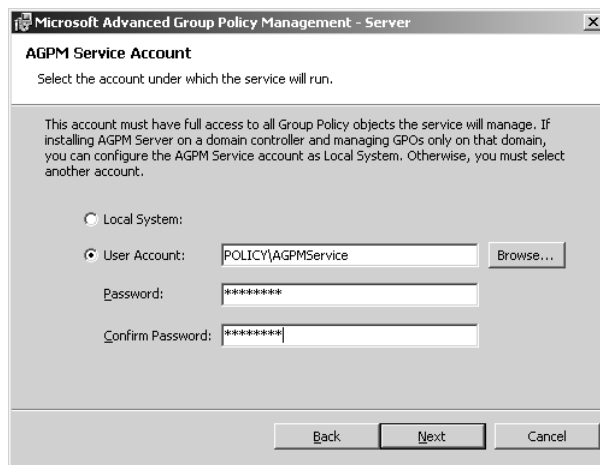 Microsoft Advanced Group Policy Management - Server
AGPM Service Account
Select the account under which the service will run.
This account must have full access to all Group Policy objects the service will manage. If
installing AGPM Server on a domain controller and managing GPOs only on that domain,
you can configure the AGPM Service account as Local System. Otherwise, you must select
another account.
Local System:
User Account: POLICY\AGPMService Browse...
Password: ********
Confirm Password: ********
Back Next Cancel